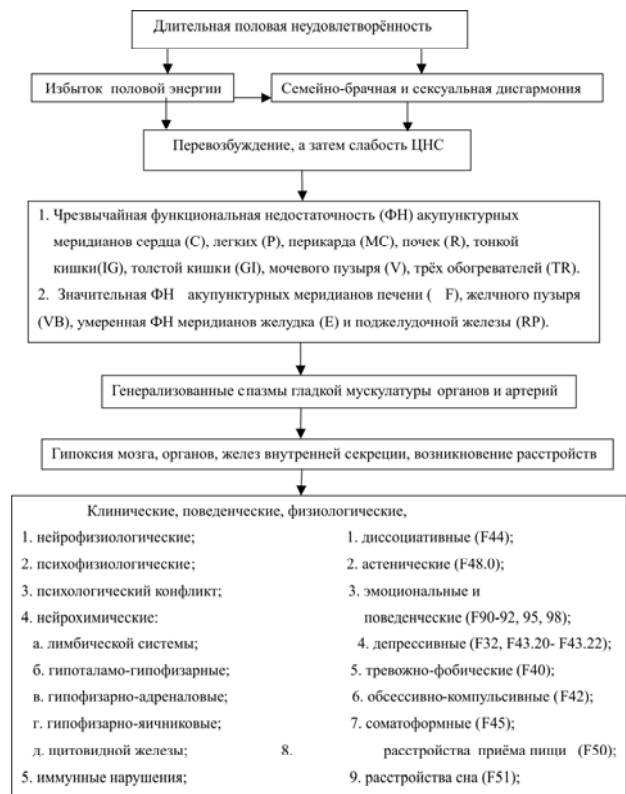 Длительная половая неудовлетворённость
Избыток половой энергии
Семейно-брачная и сексуальная дисгармония
Перевозбуждение, а затем слабость ЦНС
1. Чрезвычайная функциональная недостаточность (ФН) акупунктурных
меридианов сердца (С), легких (Р), перикарда (МС), почек (R), тонкой
кишки(IG), толстой кишки (GI), мочевого пузыря (V), трёх обогревателей (TR).
2. Значительная ФН акупунктурных меридианов печени ( F), желчного пузыря
(VB), умеренная ФН меридианов желудка (Е) и поджелудочной железы (RP).
Генерализованные спазмы гладкой мускулатуры органов и артерий
Гипоксия мозга, органов, желез внутренней секреции, возникновение расстройств
Клинические, поведенческие, физиологические,
1. нейрофизиологические;
2. психофизиологические;
3. психологический конфликт;
4. нейрохимические:
а. лимбической системы;
б. гипоталамо-гипофизарные;
в. гипофизарно-адреналовые;
г. гипофизарно-яичниковые;
д. щитовидной железы;
5. иммунные нарушения;
1. диссоциативные (F44);
2. астенические (F48.0);
3. эмоциональные и
поведенческие (F90-92, 95, 98);
4. депрессивные (F32, F43.20- F43.22);
5. тревожно-фобические (F40);
6. обсессивно-компульсивные (F42);
7. соматоформные (F45);
8. расстройства приёма пищи (F50);
9. расстройства сна (F51);